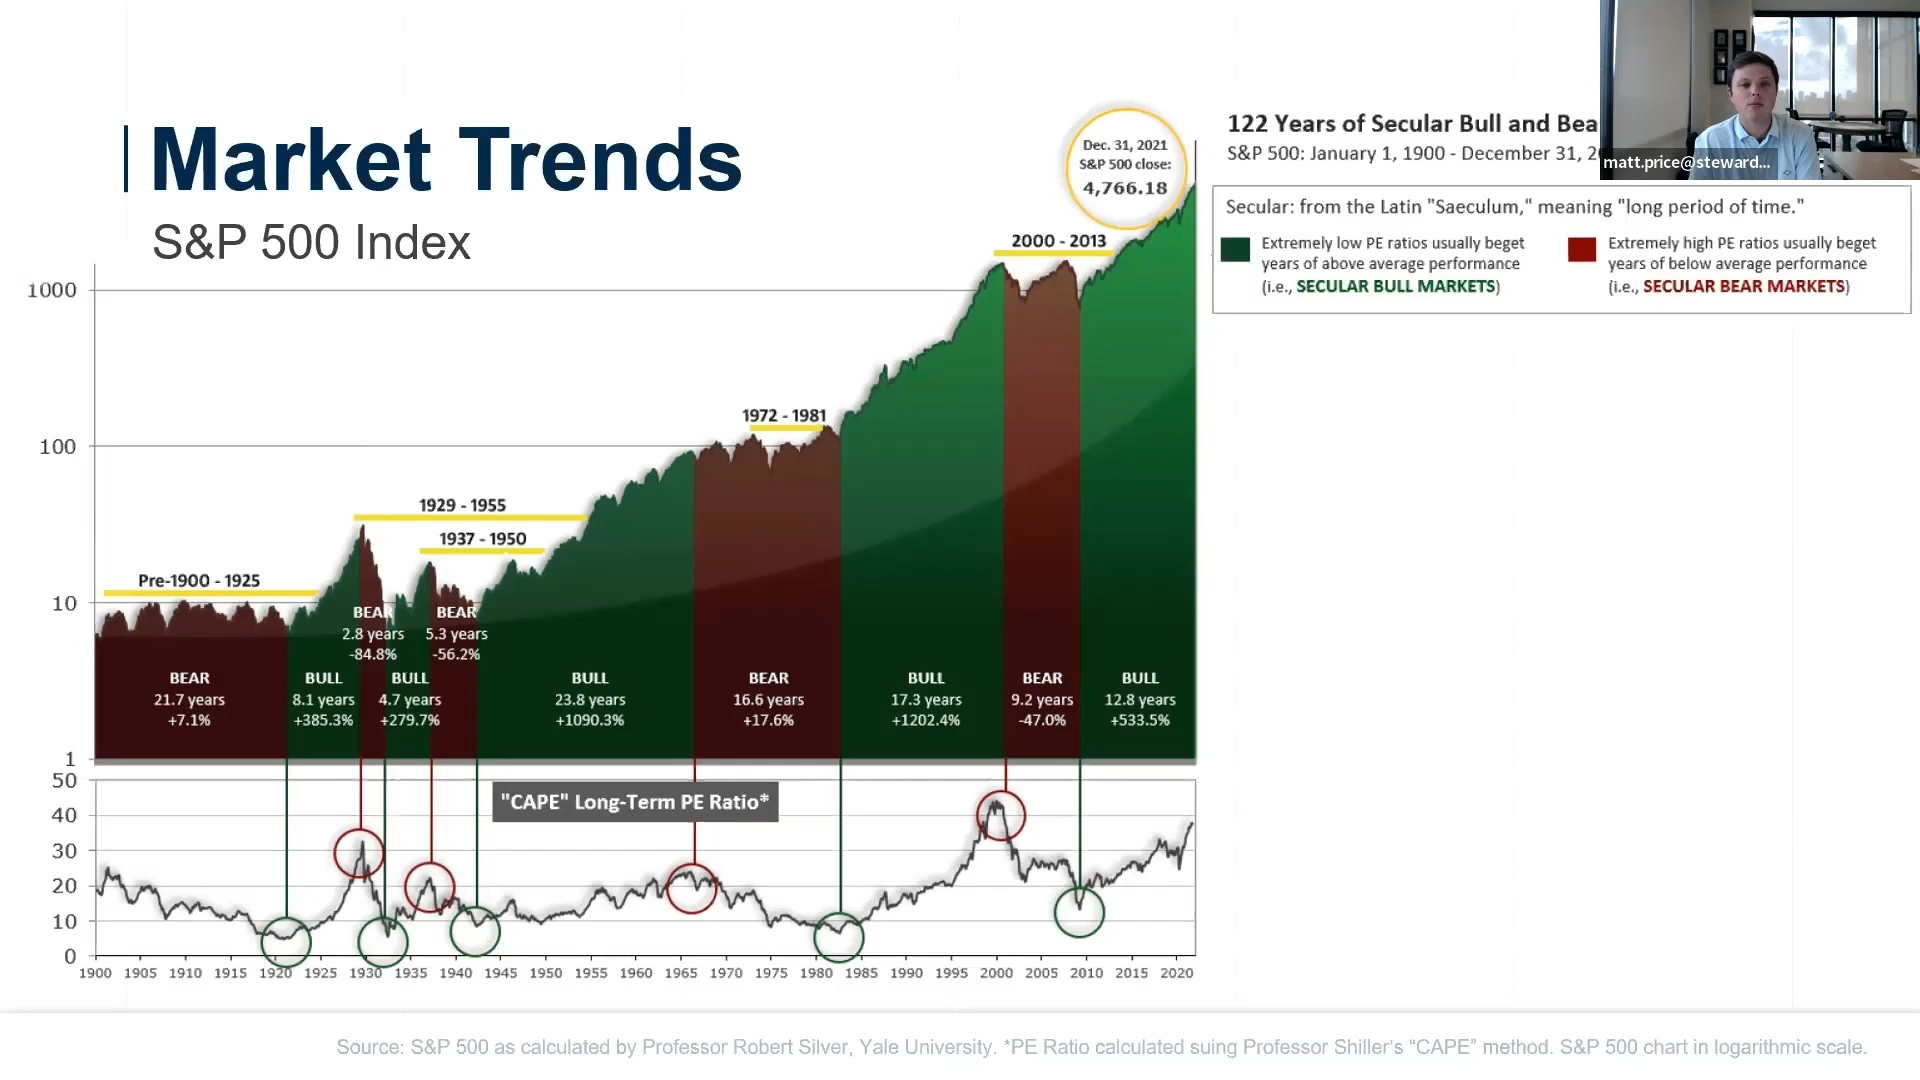 Market Trends
S&P 500 Index
Dec. 31, 2021
S&P 500 close:
4,766.18
122 Years of Secular Bull and Bea
S&P 500: January 1, 1900 - December 31, 2
matt.price@steward...
Secular: from the Latin "Saeculum," meaning "long period of time."
Extremely low PE ratios usually beget
years of above average performance
(i.e., SECULAR BULL MARKETS)
Extremely high PE ratios usually beget
years of below average performance
(i.e., SECULAR BEAR MARKETS)
2000 - 2013
1972 - 1981
1929 - 1955
1937 - 1950
Pre-1900 - 1925
1000
100
10
1
BEAR
21.7 years
+7.1%
BULL
8.1 years
+385.3%
BEAR
2.8 years
-84.8%
BULL
4.7 years
+279.7%
BEAR
5.3 years
-56.2%
BULL
23.8 years
+1090.3%
BEAR
16.6 years
+17.6%
BULL
17.3 years
+1202.4%
BEAR
9.2 years
-47.0%
BULL
12.8 years
+533.5%
"CAPE" Long-Term PE Ratio*
50
40
30
20
10
0
1900 1905 1910 1915 1920 1925 1930 1935 1940 1945 1950 1955 1960 1965 1970 1975 1980 1985 1990 1995 2000 2005 2010 2015 2020
Source: S&P 500 as calculated by Professor Robert Silver, Yale University. *PE Ratio calculated suing Professor Shiller's “CAPE” method. S&P 500 chart in logarithmic scale.